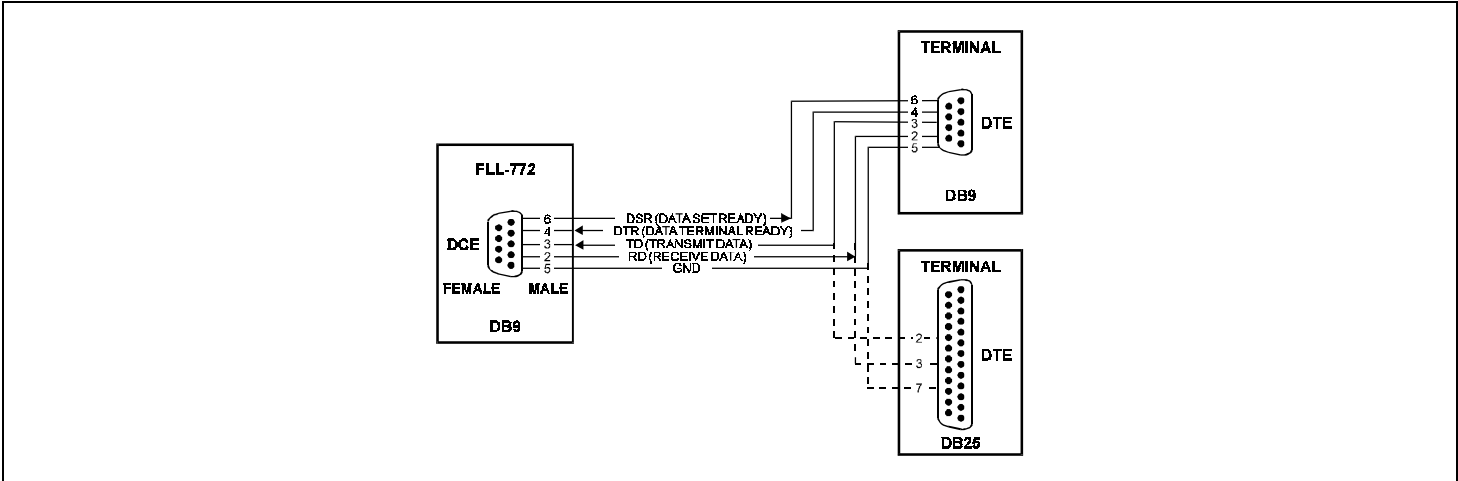 FLL-772
DCE
6
4
3
2
5
FEMALE MALE
DB9
DSR (DATA SET READY)
DTR (DATA TERMINAL READY)
TD (TRANSMIT DATA)
RD (RECEIVE DATA)
GND
TERMINAL
6
4
3
2
5
DTE
DB9
TERMINAL
2
3
7
DTE
DB25